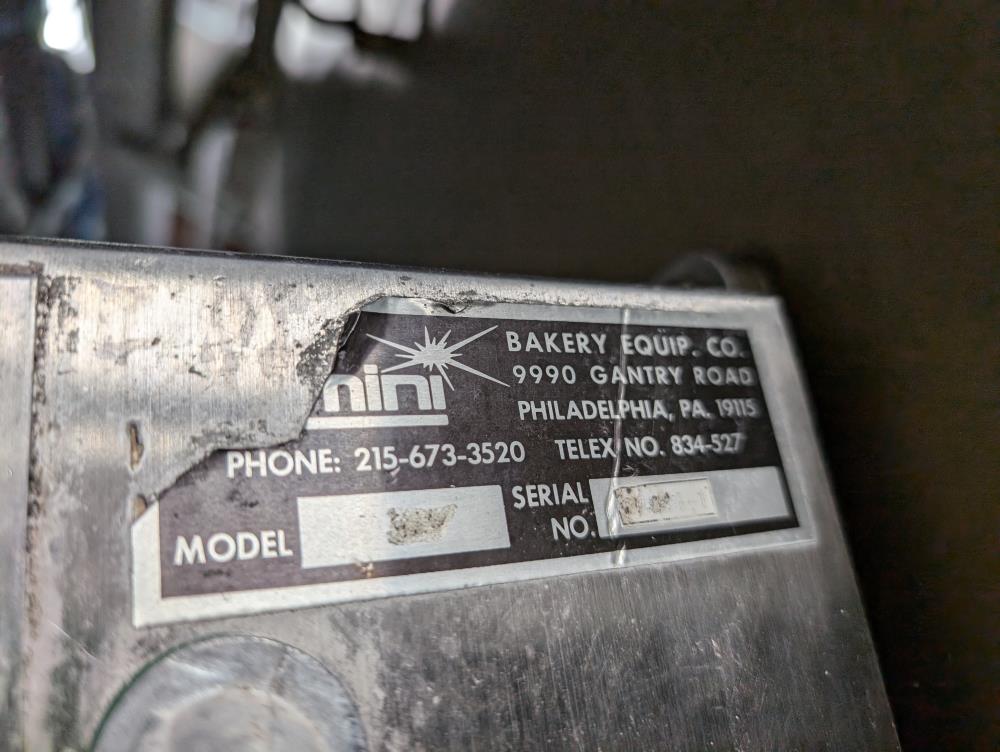 BAKERY EQUIP. CO.
nini
9990 GANTRY ROAD
PHILADELPHIA, PA. 19115
PHONE: 215-673-3520 TELEX NO. 834-527
MODEL
SERIAL NO.